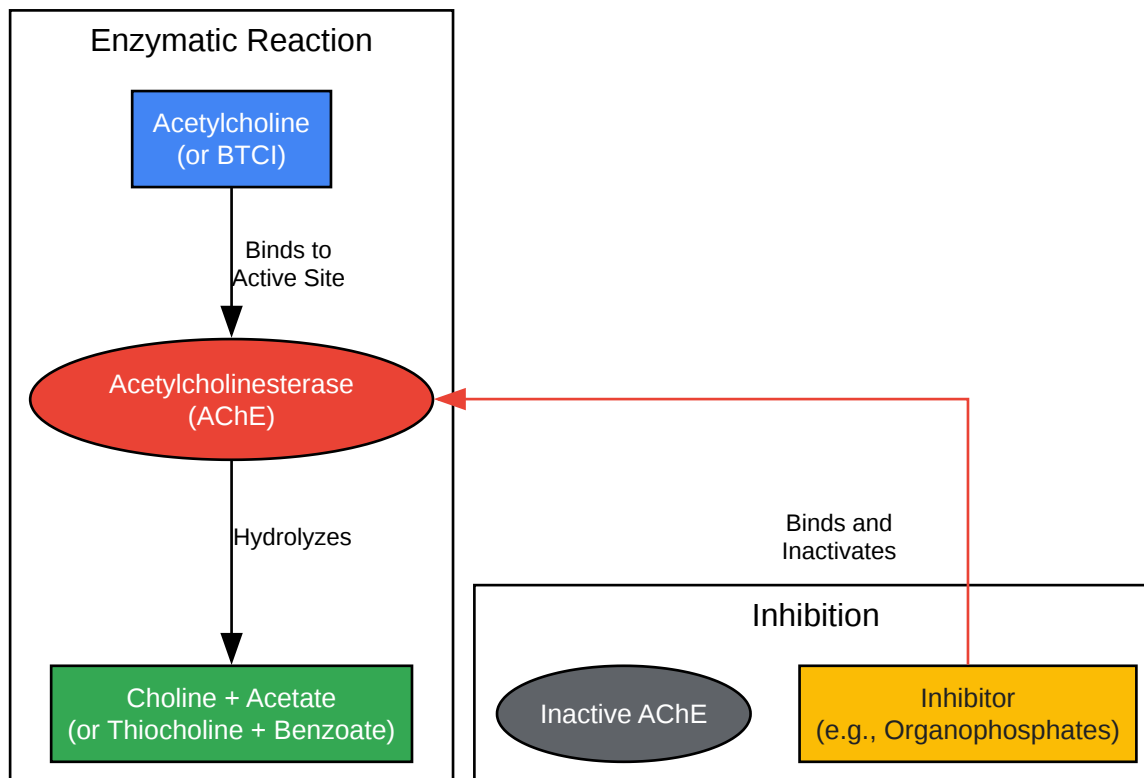 Enzymatic Reaction
Acetylcholine
(or BTCI)
Binds to
Active Site
Acetylcholinesterase
(AChE)
Hydrolyzes
Choline + Acetate
(or Thiocholine + Benzoate)
Binds and
Inactivates
Inhibition
Inactive AChE
Inhibitor
(e.g., Organophosphates)